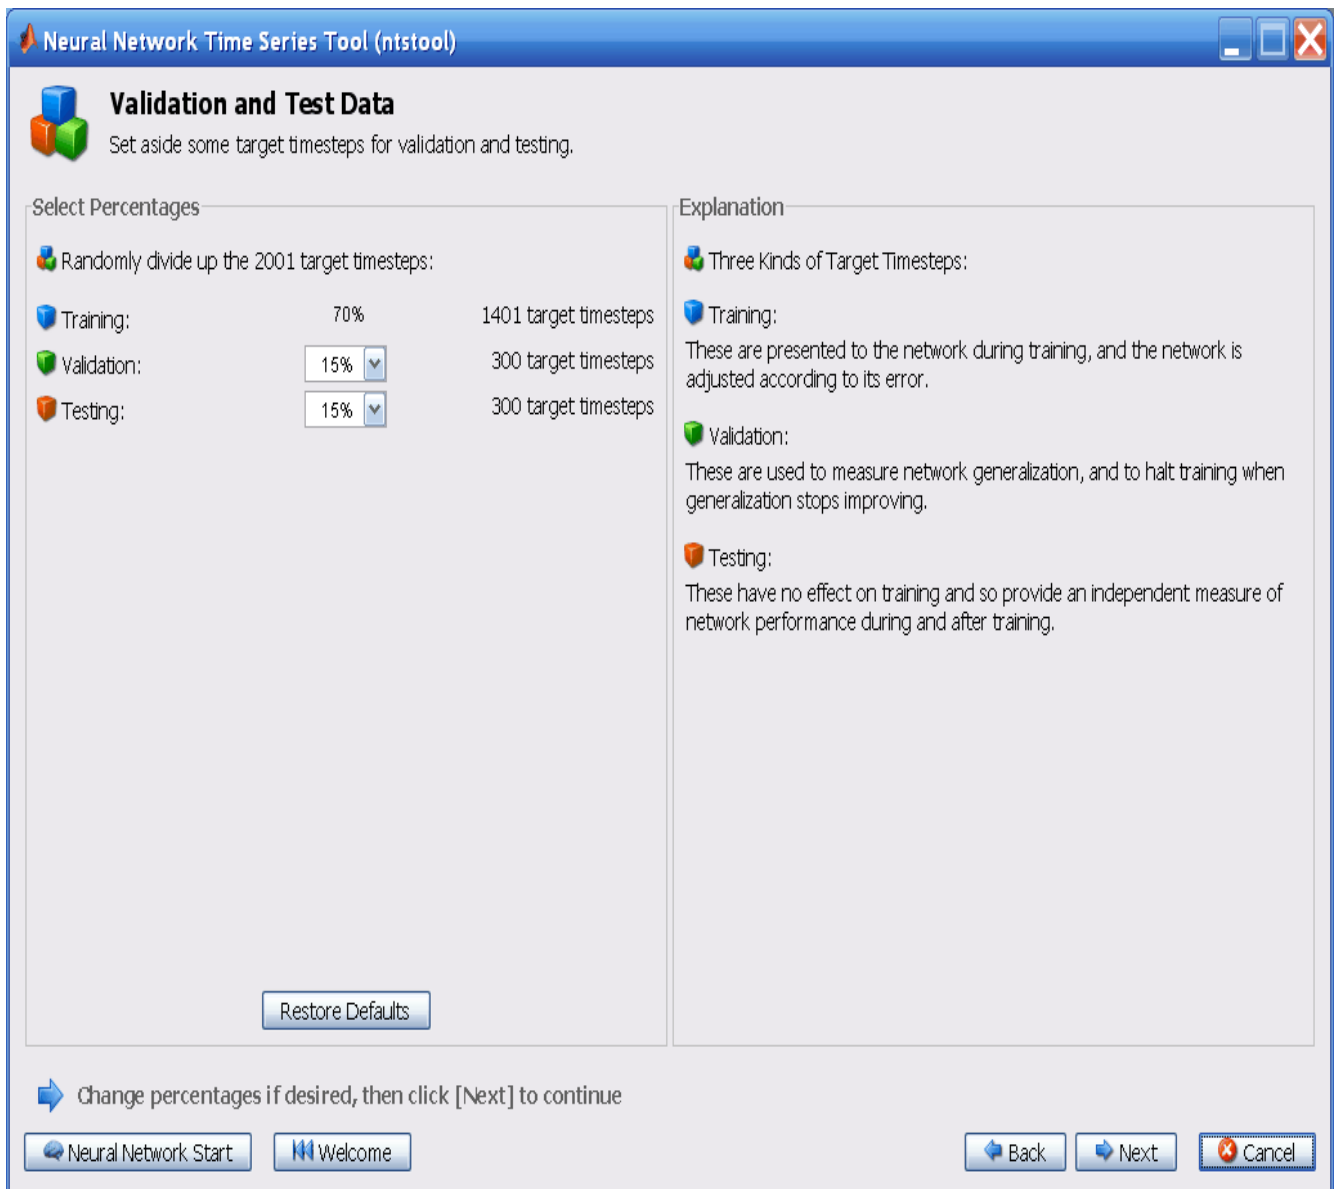 Neural Network Time Series Tool (ntstool)
Validation and Test Data
Set aside some target timesteps for validation and testing.
Select Percentages
Randomly divide up the 2001 target timesteps:
Training: 70% 1401 target timesteps
Validation: 15% 300 target timesteps
Testing: 15% 300 target timesteps
Restore Defaults
Explanation
Three Kinds of Target Timesteps:
Training:
These are presented to the network during training, and the network is
adjusted according to its error.
Validation:
These are used to measure network generalization, and to halt training when
generalization stops improving.
Testing:
These have no effect on training and so provide an independent measure of
network performance during and after training.
Change percentages if desired, then click [Next] to continue
Neural Network Start Welcome Back Next Cancel